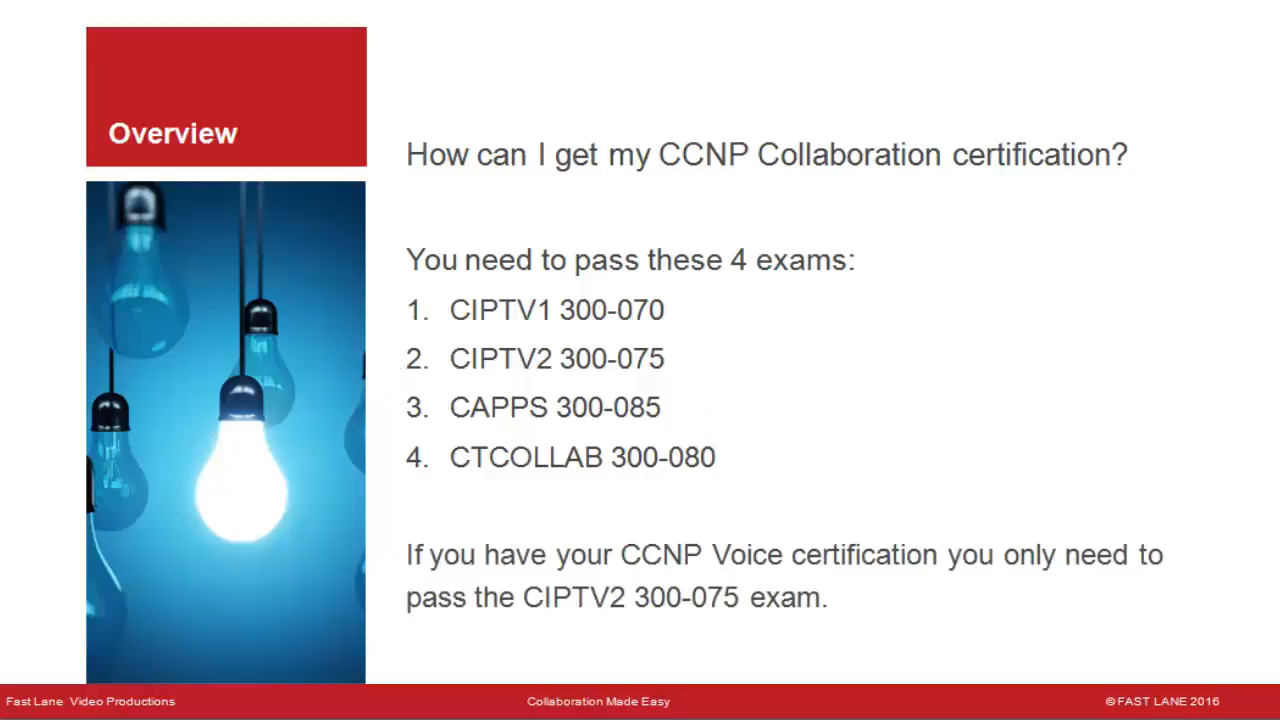 Overview
How can I get my CCNP Collaboration certification?
You need to pass these 4 exams:
1. CIPTV1 300-070
2. CIPTV2 300-075
3. CAPPS 300-085
4. CTCOLLAB 300-080
If you have your CCNP Voice certification you only need to
pass the CIPTV2 300-075 exam.
Fast Lane Video Productions
Collaboration Made Easy
© FAST LANE 2016